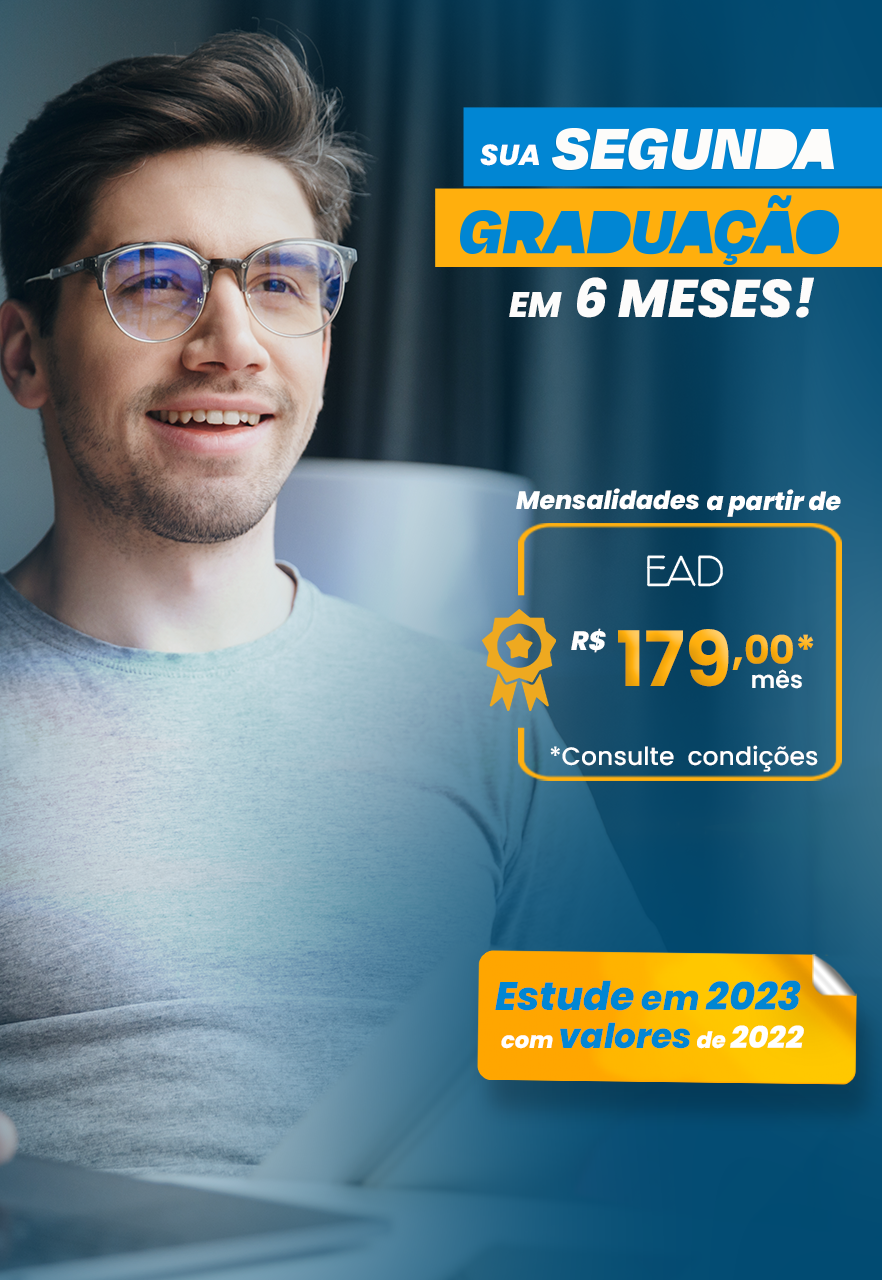 SUA SEGUNDA
GRADUAÇÃO
EM 6 MESES!
Mensalidades a partir de
EAD
R$ 179,00*
mês
*Consulte condições
Estude em 2023
com valores de 2022